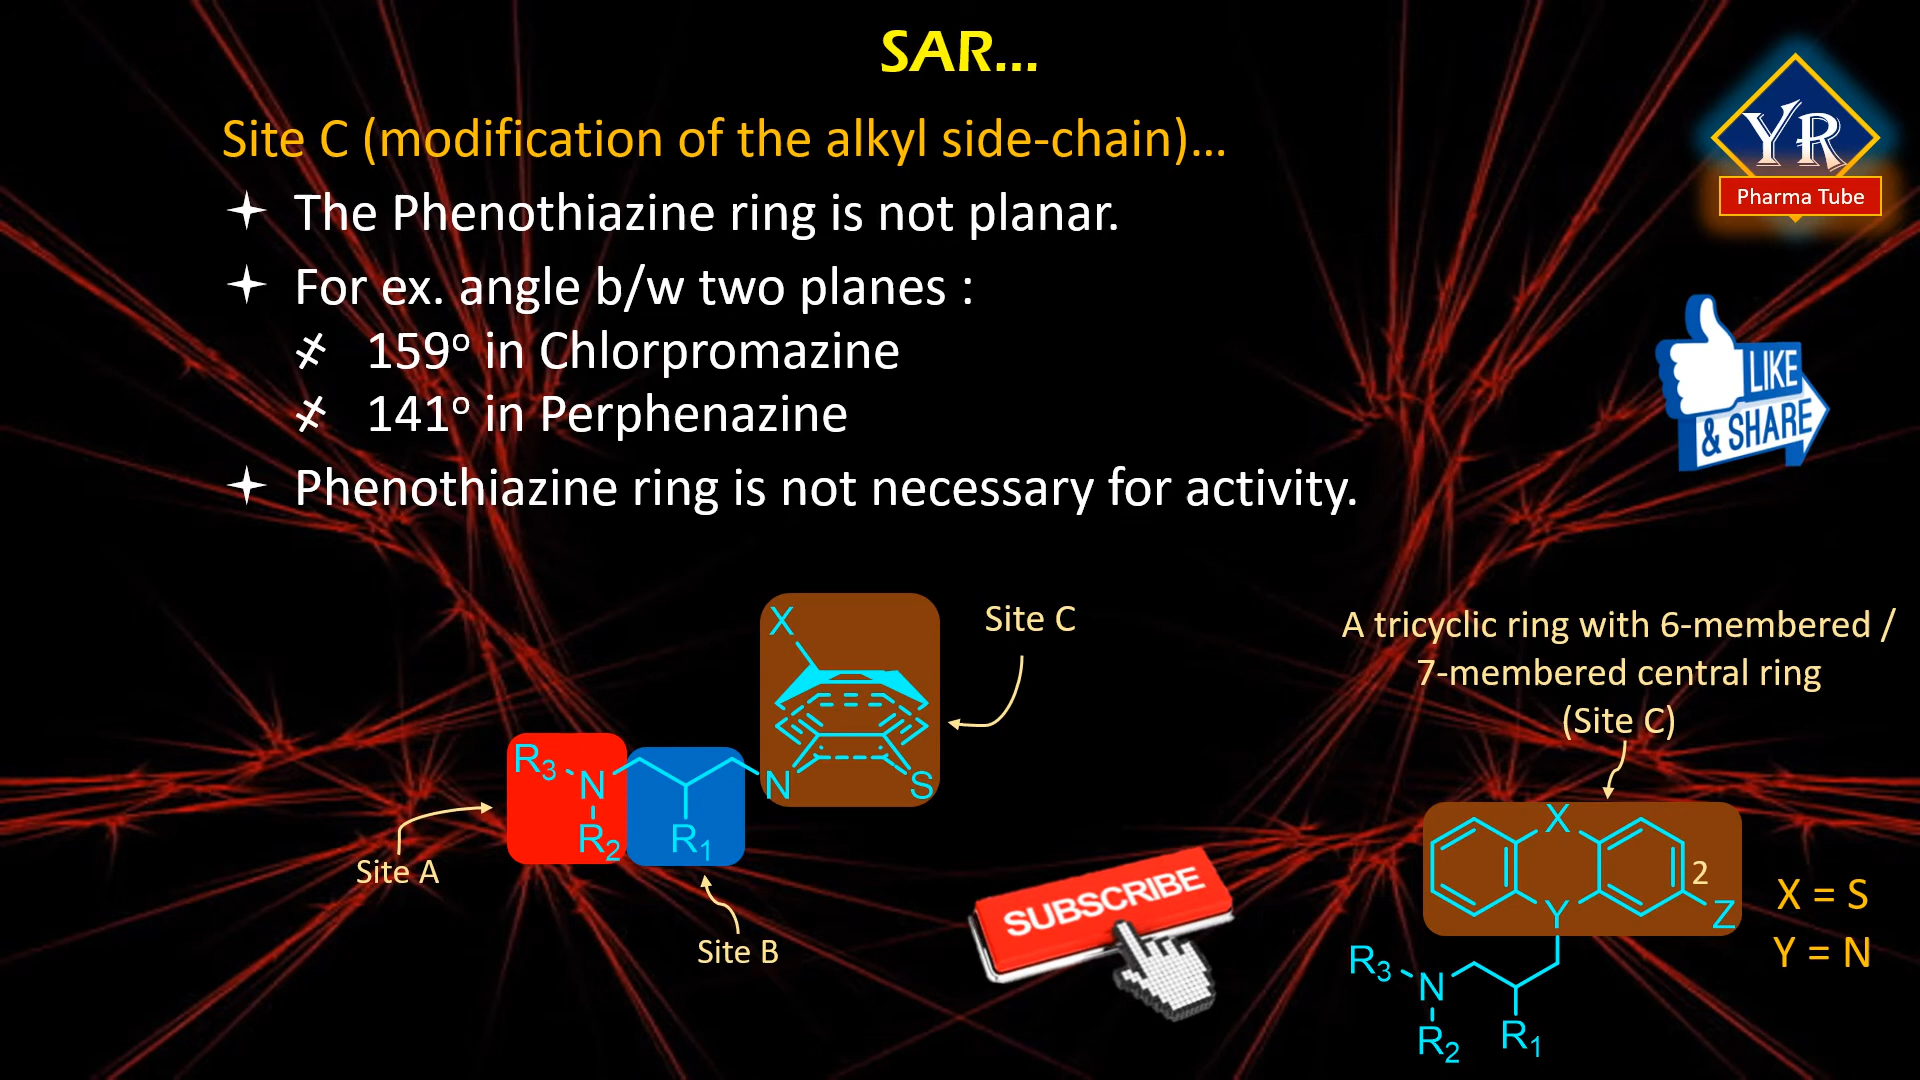 SAR...
YR
Pharma Tube
Site C (modification of the alkyl side-chain)...
The Phenothiazine ring is not planar.
For ex. angle b/w two planes :
159º in Chlorpromazine
141º in Perphenazine
Phenothiazine ring is not necessary for activity.
LIKE
& SHARE
X
Site C
N
S
R₃
N
R₂
R₁
Site A
Site B
SUBSCRIBE
A tricyclic ring with 6-membered /
7-membered central ring
(Site C)
X
2
Y
Z
R₃
N
R₂
R₁
X = S
Y = N